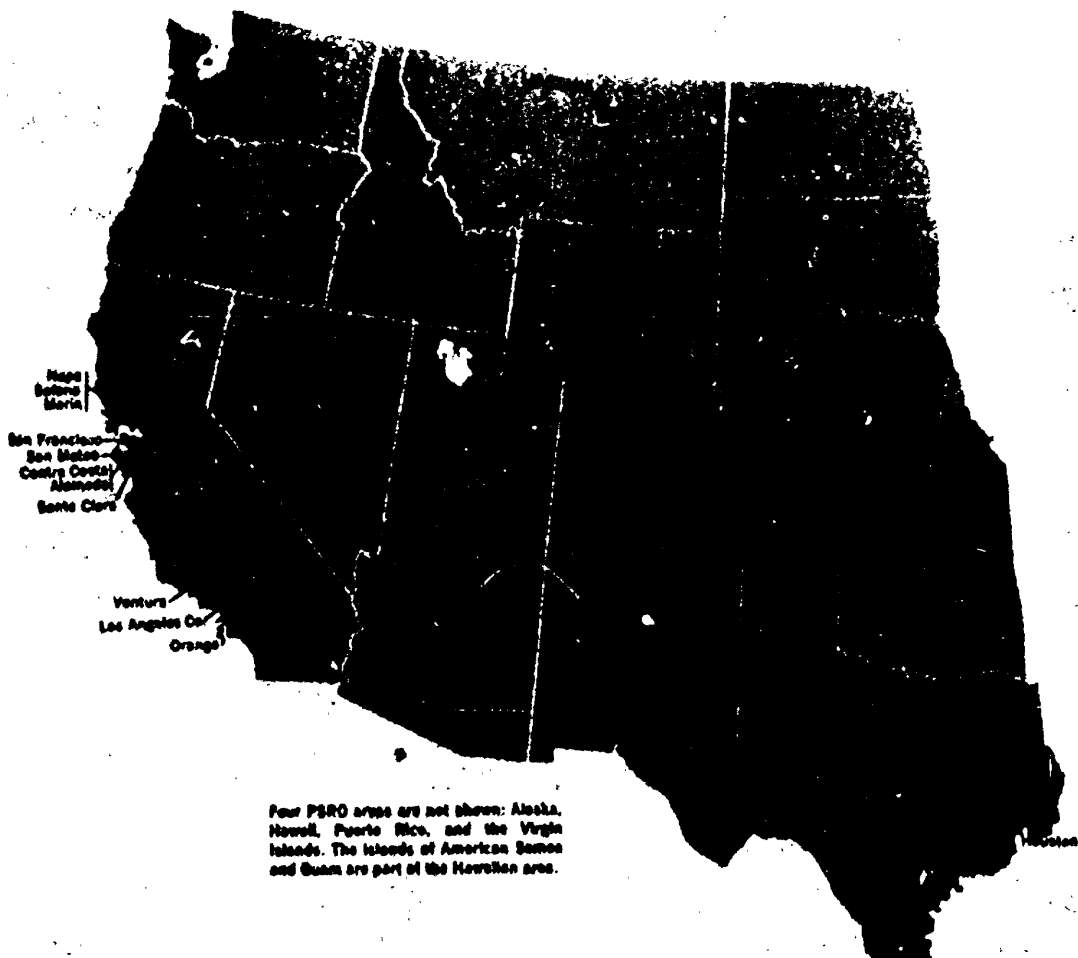 Napa
Solano
Marin
San Francisco
San Mateo
Contra Costa
Alameda
Santa Clara
Ventura
Los Angeles Co.
Orange
Houston
Four PSRO areas are not shown: Alaska,
Hawaii, Puerto Rico, and the Virgin
Islands. The islands of American Samoa
and Guam are part of the Hawaiian area.